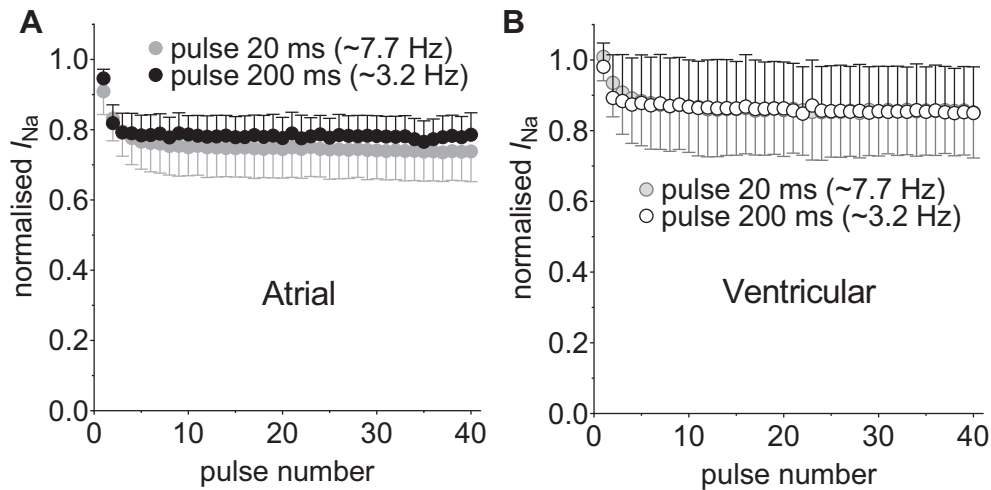 A
pulse 20 ms (~7.7 Hz)
pulse 200 ms (~3.2 Hz)
normalised INa
1.0
0.8
0.6
0.4
0.2
0.0
Atrial
0 10 20 30 40
pulse number
B
1.0
0.8
0.6
0.4
0.2
0.0
normalised INa
pulse 20 ms (~7.7 Hz)
pulse 200 ms (~3.2 Hz)
Ventricular
0 10 20 30 40
pulse number